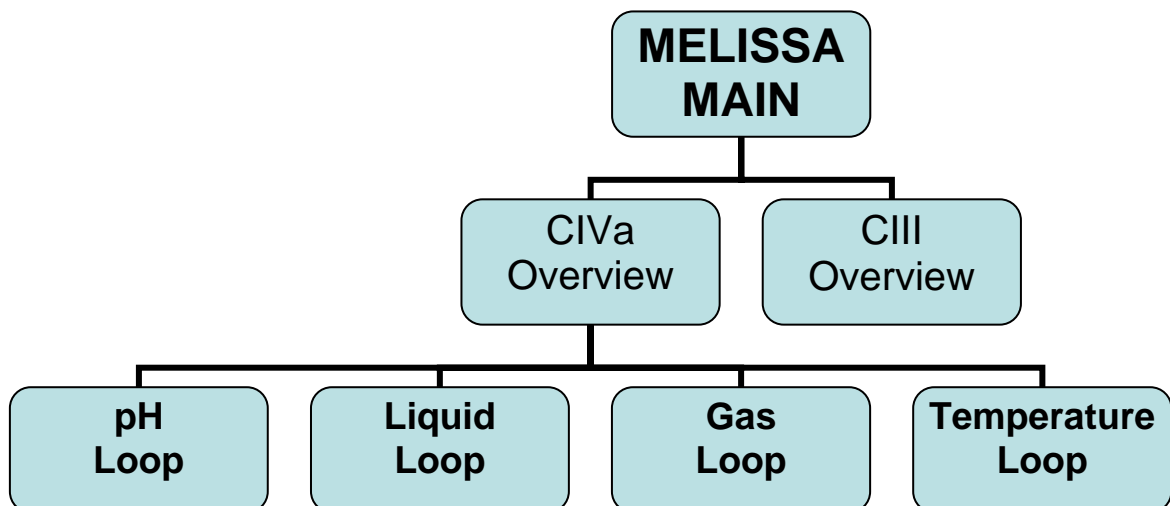 MELISSA
MAIN
CIVa
Overview
CIII
Overview
pH
Loop
Liquid
Loop
Gas
Loop
Temperature
Loop